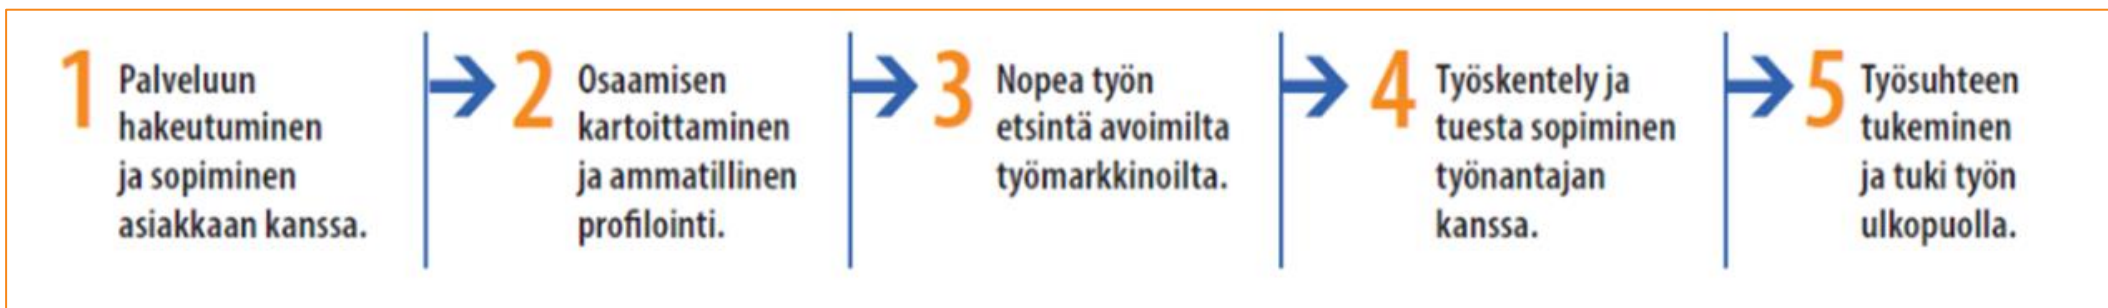 1 Palveluun
hakeutuminen
ja sopiminen
asiakkaan kanssa.
2 Osaamisen
kartoittaminen
ja ammatillinen
profilointi.
3 Nopea työn
etsintä avoimilta
työmarkkinoilta.
4 Työskentely ja
tuesta sopiminen
työnantajan
kanssa.
5 Työsuhteen
tukeminen
ja tuki työn
ulkopuolla.